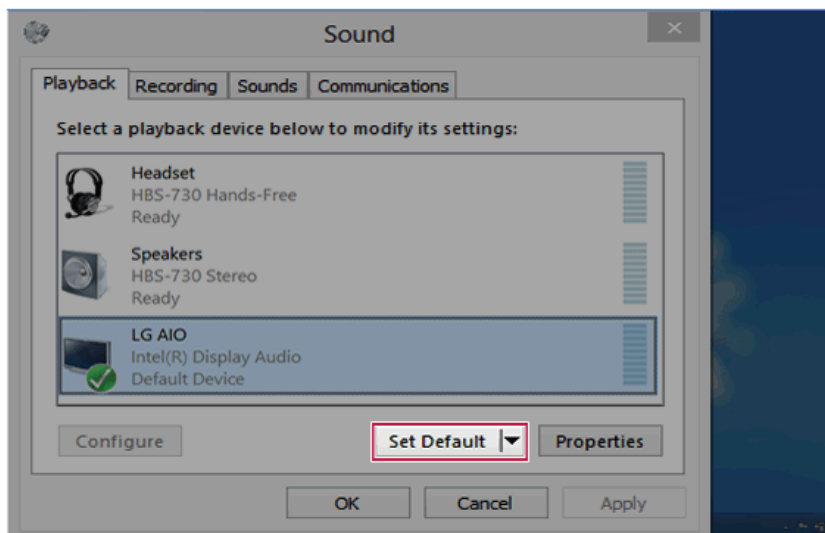 Sound
Playback Recording Sounds Communications
Select a playback device below to modify its settings:
Headset
HBS-730 Hands-Free
Ready
Speakers
HBS-730 Stereo
Ready
LG AIO
Intel(R) Display Audio
Default Device
Configure Set Default Properties
OK Cancel Apply